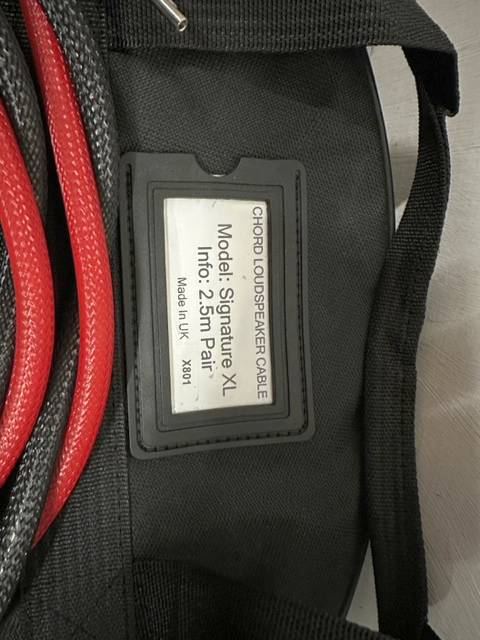 CHORD LOUDSPEAKER CABLE
Model: Signature XL
Info: 2.5m Pair
Made In UK X801